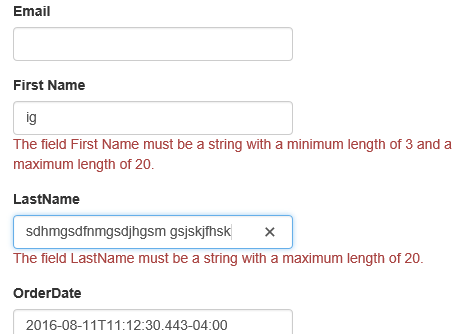 Email
First Name
ig
The field First Name must be a string with a minimum length of 3 and a
maximum length of 20.
LastName
sdhmgsdfnmgsdjhgsm gsjskjfhsk
The field LastName must be a string with a maximum length of 20.
OrderDate
2016-08-11T11:12:30.443-04:00